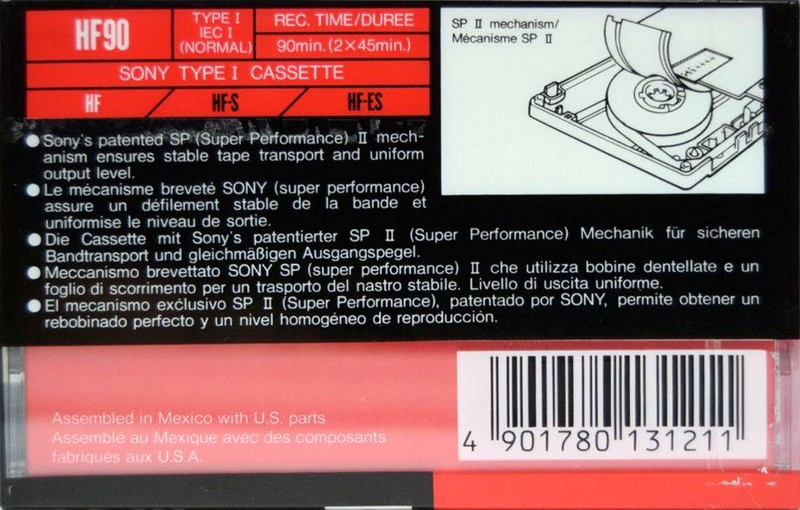 HF90
TYPE I
IEC I
(NORMAL)
REC. TIME/DUREE
90min. (2×45min.)
SONY TYPE I CASSETTE
HF
HF-S
HF-ES
SP II mechanism/
Mécanisme SP II
●Sony's patented SP (Super Performance) II mech-
anism ensures stable tape transport and uniform
output level.
●Le mécanisme breveté SONY (super performance)
assure un défilement stable de la bande et
uniformise le niveau de sortie.
●Die Cassette mit Sony's patentierter SP II (Super Performance) Mechanik für sicheren
Bandtransport und gleichmäßigen Ausgangspegel.
●Meccanismo brevettato SONY SP (super performance) II che utilizza bobine dentellate e un
foglio di scorrimento per un trasporto del nastro stabile. Livello di uscita uniforme.
●El mecanismo exclusivo SP II (Super Performance), patentado por SONY, permite obtener un
rebobinado perfecto y un nivel homogéneo de reproducción.
Assembled in Mexico with U.S. parts
Assemblé au Mexique avec des composants
fabriques aux U.S.A.
4 901780 131211